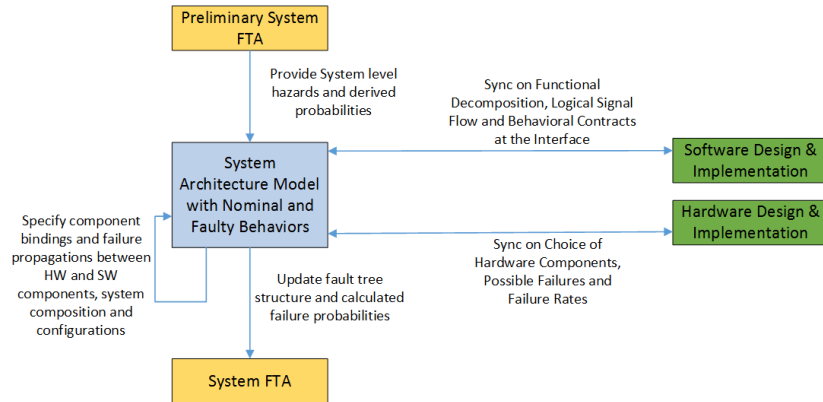 Preliminary System
FTA
Provide System level
hazards and derived
probabilities
Sync on Functional
Decomposition, Logical Signal
Flow and Behavioral Contracts
at the Interface
System
Architecture Model
with Nominal and
Faulty Behaviors
Software Design &
Implementation
Hardware Design &
Implementation
Specify component
bindings and failure
propagations between
HW and SW
components, system
composition and
configurations
Sync on Choice of
Hardware Components,
Possible Failures and
Failure Rates
Update fault tree
structure and calculated
failure probabilities
System FTA